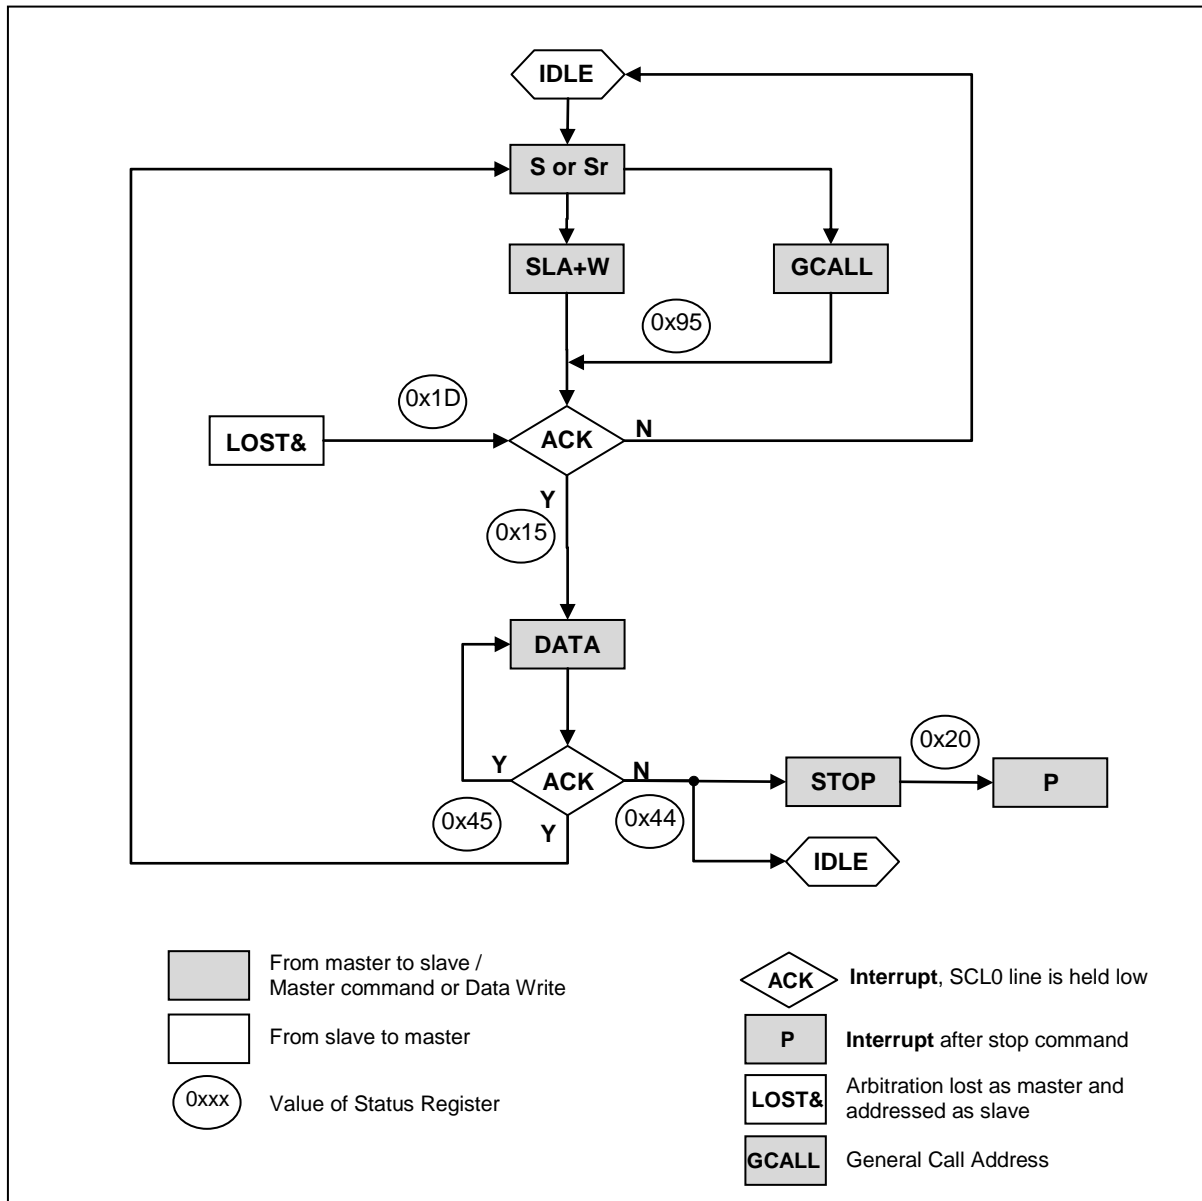 IDLE
S or Sr
SLA+W
GCALL
0x95
0x1D
LOST&
ACK
N
Y
0x15
DATA
Y
ACK
N
STOP
0x20
P
0x45
Y
0x44
IDLE
From master to slave /
Master command or Data Write
From slave to master
0xxx
Value of Status Register
ACK
Interrupt, SCL0 line is held low
P
Interrupt after stop command
LOST&
Arbitration lost as master and
addressed as slave
GCALL
General Call Address